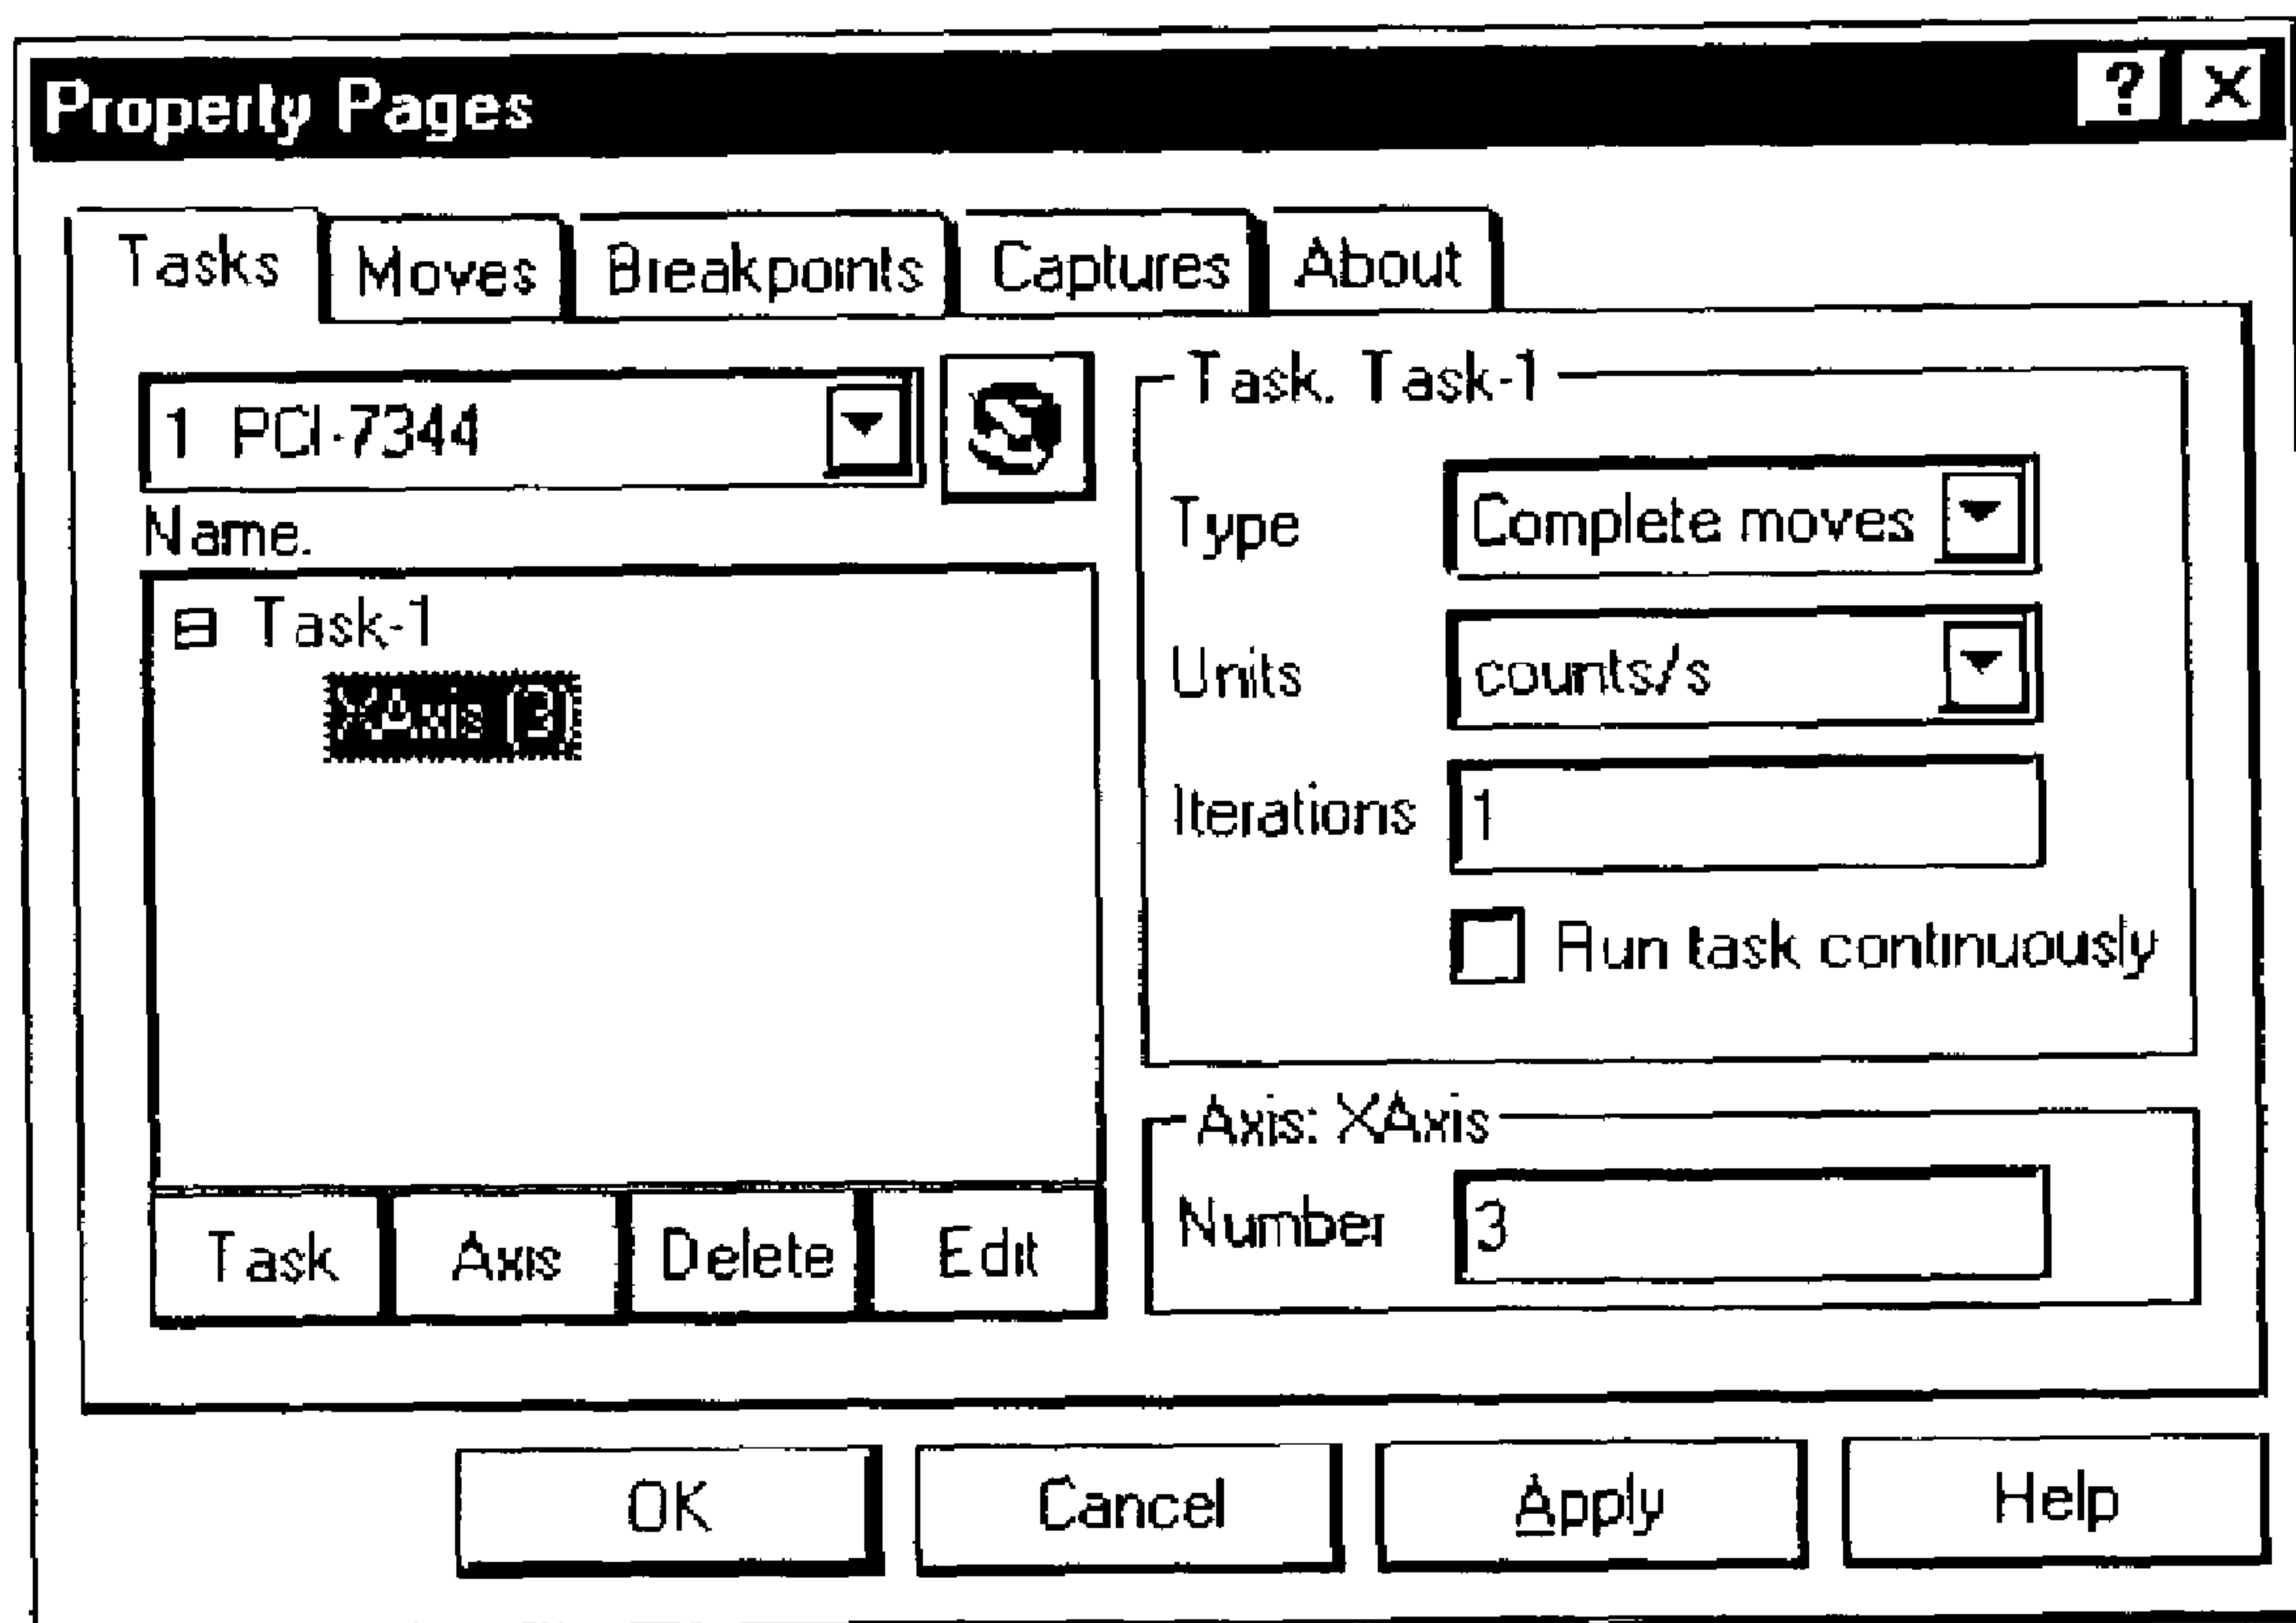 Property Pages ? X
Tasks Moves Breakpoints Captures About
1 PCI-7344
Name.
Task-1
XAxis (3)
Task Axis Delete Edit
Task. Task-1
Type Complete moves
Units counts/s
Iterations 1
Run task continuously
Axis: XAxis
Number 3
OK Cancel Apply Help